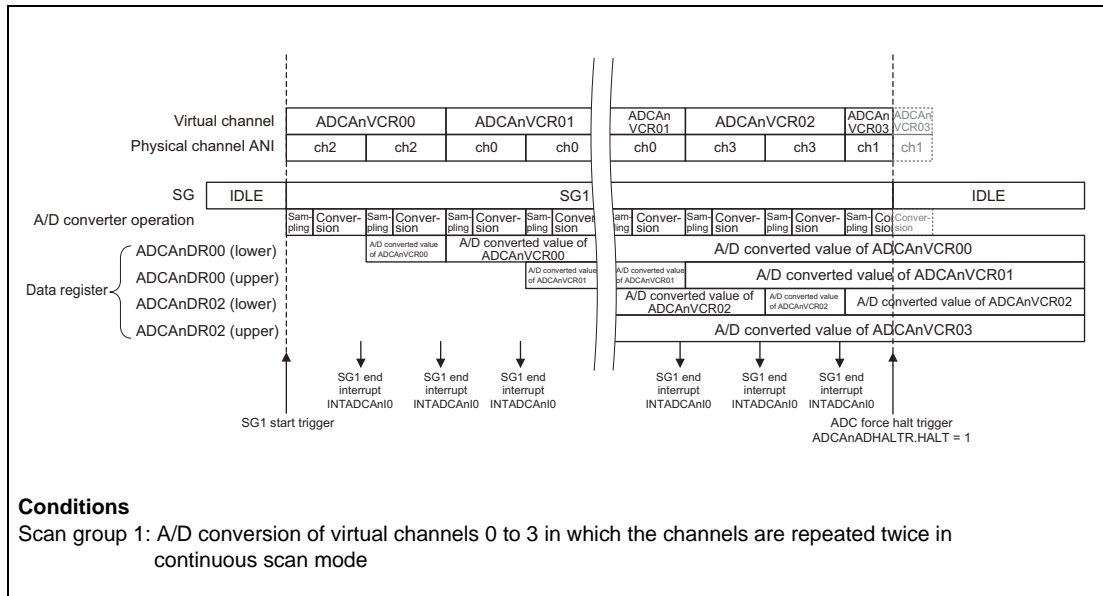 Virtual channel ADCAnVCR00 ADCAnVCR01 ADCAn VCR01 ADCAnVCR02 ADCAn VCR03 ADCAn VCR03
Physical channel ANI ch2 ch2 ch0 ch0 ch0 ch3 ch3 ch1 ch1
SG IDLE SG1 IDLE
A/D converter operation Sam- pling Conver- sion Sam- pling Conver- sion Sam- pling Conver- sion Sam- pling Conver sion Sam- pling Conver- sion Sam- pling Conver- sion Sam- pling Conver- sion Sam- pling Co sio Conver- sion
Data register
ADCAnDR00 (lower) A/D converted value of ADCAnVCR00 A/D converted value of ADCAnVCR00 A/D converted value of ADCAnVCR00
ADCAnDR00 (upper) A/D converted value of ADCAnVCR01 A/D converted value of ADCAnVCR01 A/D converted value of ADCAnVCR01
ADCAnDR02 (lower) A/D converted value of ADCAnVCR02 A/D converted value of ADCAnVCR02 A/D converted value of ADCAnVCR02
ADCAnDR02 (upper) A/D converted value of ADCAnVCR03
SG1 end SG1 end SG1 end SG1 end SG1 end SG1 end
interrupt interrupt interrupt interrupt interrupt interrupt
INTADCAnI0 INTADCAnI0 INTADCAnI0 INTADCAnI0 INTADCAnI0 INTADCAnI0
SG1 start trigger ADC force halt trigger
ADCAnADHALTR.HALT = 1
Conditions
Scan group 1: A/D conversion of virtual channels 0 to 3 in which the channels are repeated twice in
continuous scan mode